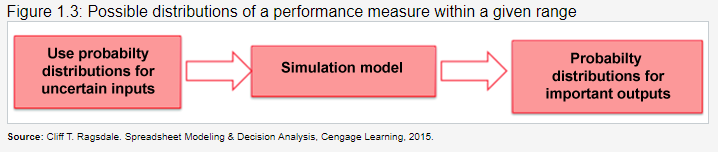 Figure 1.3: Possible distributions of a performance measure within a given range
Use probabilty
distributions for
uncertain inputs
Simulation model
Probabilty
distributions for
important outputs
Source: Cliff T. Ragsdale. Spreadsheet Modeling & Decision Analysis, Cengage Learning, 2015.